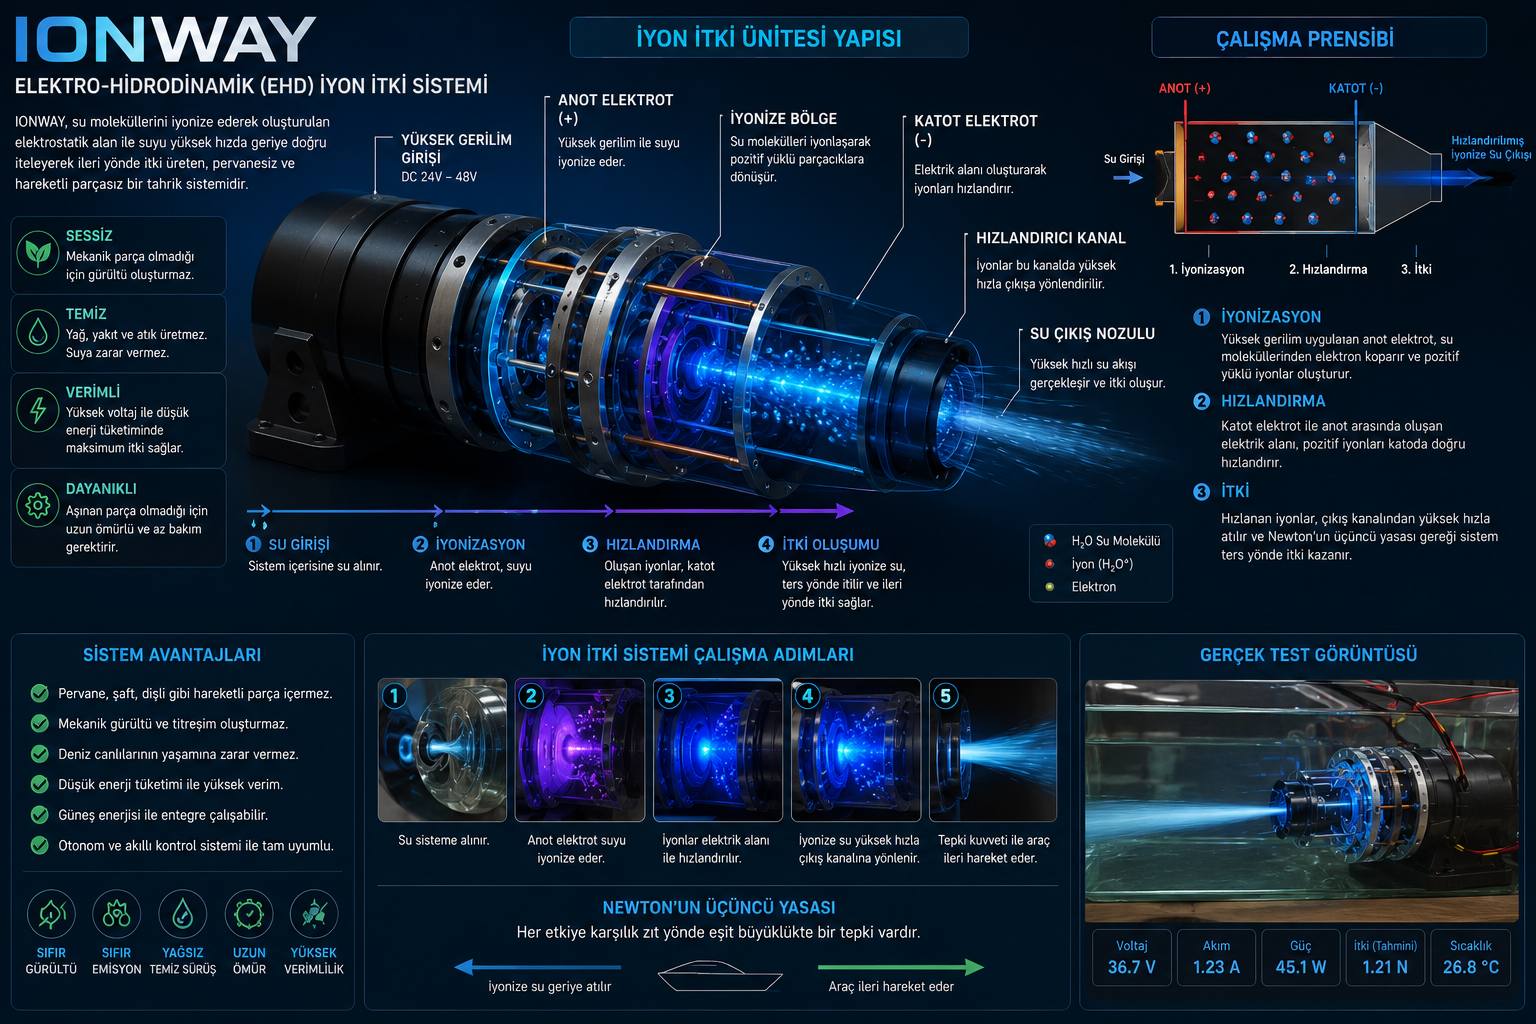 IONWAY
ELEKTRO-HİDRODİNAMİK (EHD) İYON İTKİ SİSTEMİ
IONWAY, su moleküllerini iyonize ederek oluşturulan
elektrostatik alan ile suyu yüksek hızda geriye doğru
iteleyerek ileri yönde itki üreten, pervanesiz ve
hareketli parçasız bir tahrik sistemidir.
SESSİZ
Mekanik parça olmadığı
için gürültü oluşturmaz.
TEMİZ
Yağ, yakıt ve atık üretmez.
Suya zarar vermez.
VERİMLİ
Yüksek voltaj ile düşük
enerji tüketiminde
maksimum itki sağlar.
DAYANIKLI
Aşınan parça olmadığı için
uzun ömürlü ve az bakım
gerektirir.
İYON İTKİ ÜNİTESİ YAPISI
YÜKSEK GERİLİM
GİRİŞİ
DC 24V – 48V
ANOT ELEKTROT
(+)
Yüksek gerilim ile suyu
iyonize eder.
İYONİZE BÖLGE
Su molekülleri iyonlaşarak
pozitif yüklü parçacıklara
dönüşür.
KATOT ELEKTROT
(-)
Elektrik alanı oluşturarak
iyonları hızlandırır.
HIZLANDIRICI KANAL
İyonlar bu kanalda yüksek
hızla çıkışa yönlendirilir.
SU ÇIKIŞ NOZULU
Yüksek hızlı su akışı
gerçekleşir ve itki oluşur.
1 SU GİRİŞİ
Sistem içerisine su alınır.
2 İYONİZASYON
Anot elektrot, suyu
iyonize eder.
3 HIZLANDIRMA
Oluşan iyonlar, katot
elektrot tarafından
hızlandırılır.
4 İTKİ OLUŞUMU
Yüksek hızlı iyonize su,
ters yönde itilir ve ileri
yönde itki sağlar.
ÇALIŞMA PRENSİBİ
ANOT (+)
KATOT (-)
Su Girişi
Hızlandırılmış
İyonize Su Çıkışı
1. İyonizasyon
2. Hızlandırma
3. İtki
1 İYONİZASYON
Yüksek gerilim uygulanan anot elektrot, su
moleküllerinden elektron koparır ve pozitif
yüklü iyonlar oluşturur.
2 HIZLANDIRMA
Katot elektrot ile anot arasında oluşan
elektrik alanı, pozitif iyonları katoda doğru
hızlandırır.
3 İTKİ
Hızlanan iyonlar, çıkış kanalından yüksek hızla
atılır ve Newton'un üçüncü yasası gereği sistem
ters yönde itki kazanır.
H₂O Su Molekülü
İyon (H₂O⁺)
Elektron
SİSTEM AVANTAJLARI
Pervane, şaft, dişli gibi hareketli parça içermez.
Mekanik gürültü ve titreşim oluşturmaz.
Deniz canlılarının yaşamına zarar vermez.
Düşük enerji tüketimi ile yüksek verim.
Güneş enerjisi ile entegre çalışabilir.
Otonom ve akıllı kontrol sistemi ile tam uyumlu.
SIFIR
GÜRÜLTÜ
SIFIR
EMİSYON
YAĞSIZ
TEMİZ SÜRÜŞ
UZUN
ÖMÜR
YÜKSEK
VERİMLİLİK
İYON İTKİ SİSTEMİ ÇALIŞMA ADIMLARI
1
Su sisteme alınır.
2
Anot elektrot suyu
iyonize eder.
3
İyonlar elektrik alanı
ile hızlandırılır.
4
İyonize su yüksek hızla
çıkış kanalına yönlenir.
5
Tepki kuvveti ile araç
ileri hareket eder.
NEWTON'UN ÜÇÜNCÜ YASASI
Her etkiye karşılık zıt yönde eşit büyüklükte bir tepki vardır.
İyonize su geriye atılır
Araç ileri hareket eder
GERÇEK TEST GÖRÜNTÜSÜ
Voltaj
36.7 V
Akım
1.23 A
Güç
45.1 W
İtki (Tahmini)
1.21 N
Sıcaklık
26.8 °C